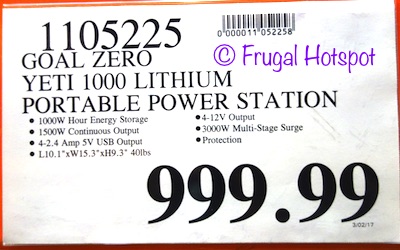 1105225
0000011052258
© Frugal Hotspot
GOAL ZERO
YETI 1000 LITHIUM
PORTABLE POWER STATION
• 1000W Hour Energy Storage
• 1500W Continuous Output
• 4-2.4 Amp 5V USB Output
• L10.1"xW15.3"xH9.3" 40lbs
• 4-12V Output
• 3000W Multi-Stage Surge
• Protection
999.99
3/02/17